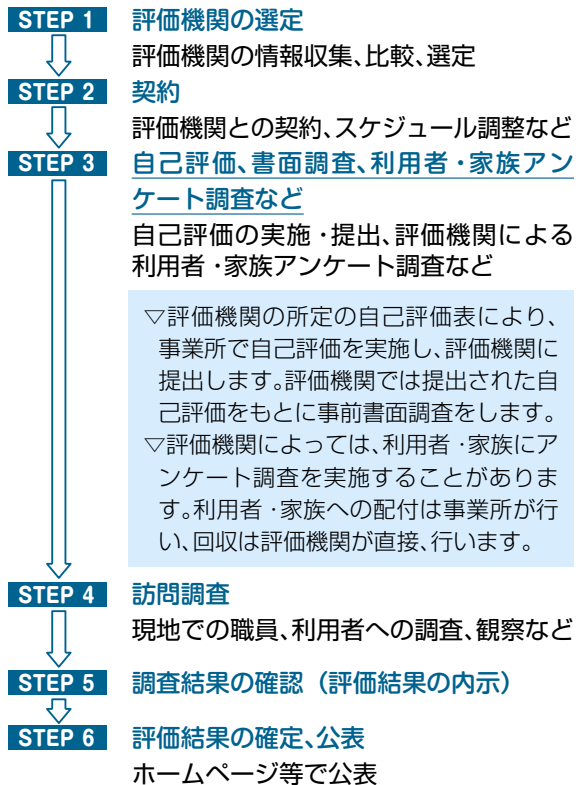 STEP 1 評価機関の選定
評価機関の情報収集、比較、選定
STEP 2 契約
評価機関との契約、スケジュール調整など
STEP 3 自己評価、書面調査、利用者・家族アン
ケート調査など
自己評価の実施・提出、評価機関による
利用者・家族アンケート調査など
▽評価機関の所定の自己評価表により、
事業所で自己評価を実施し、評価機関に
提出します。評価機関では提出された自
己評価をもとに事前書面調査をします。
▽評価機関によっては、利用者・家族にア
ンケート調査を実施することがありま
す。利用者・家族への配付は事業所が行
い、回収は評価機関が直接、行います。
STEP 4 訪問調査
現地での職員、利用者への調査、観察など
STEP 5 調査結果の確認（評価結果の内示）
STEP 6 評価結果の確定、公表
ホームページ等で公表